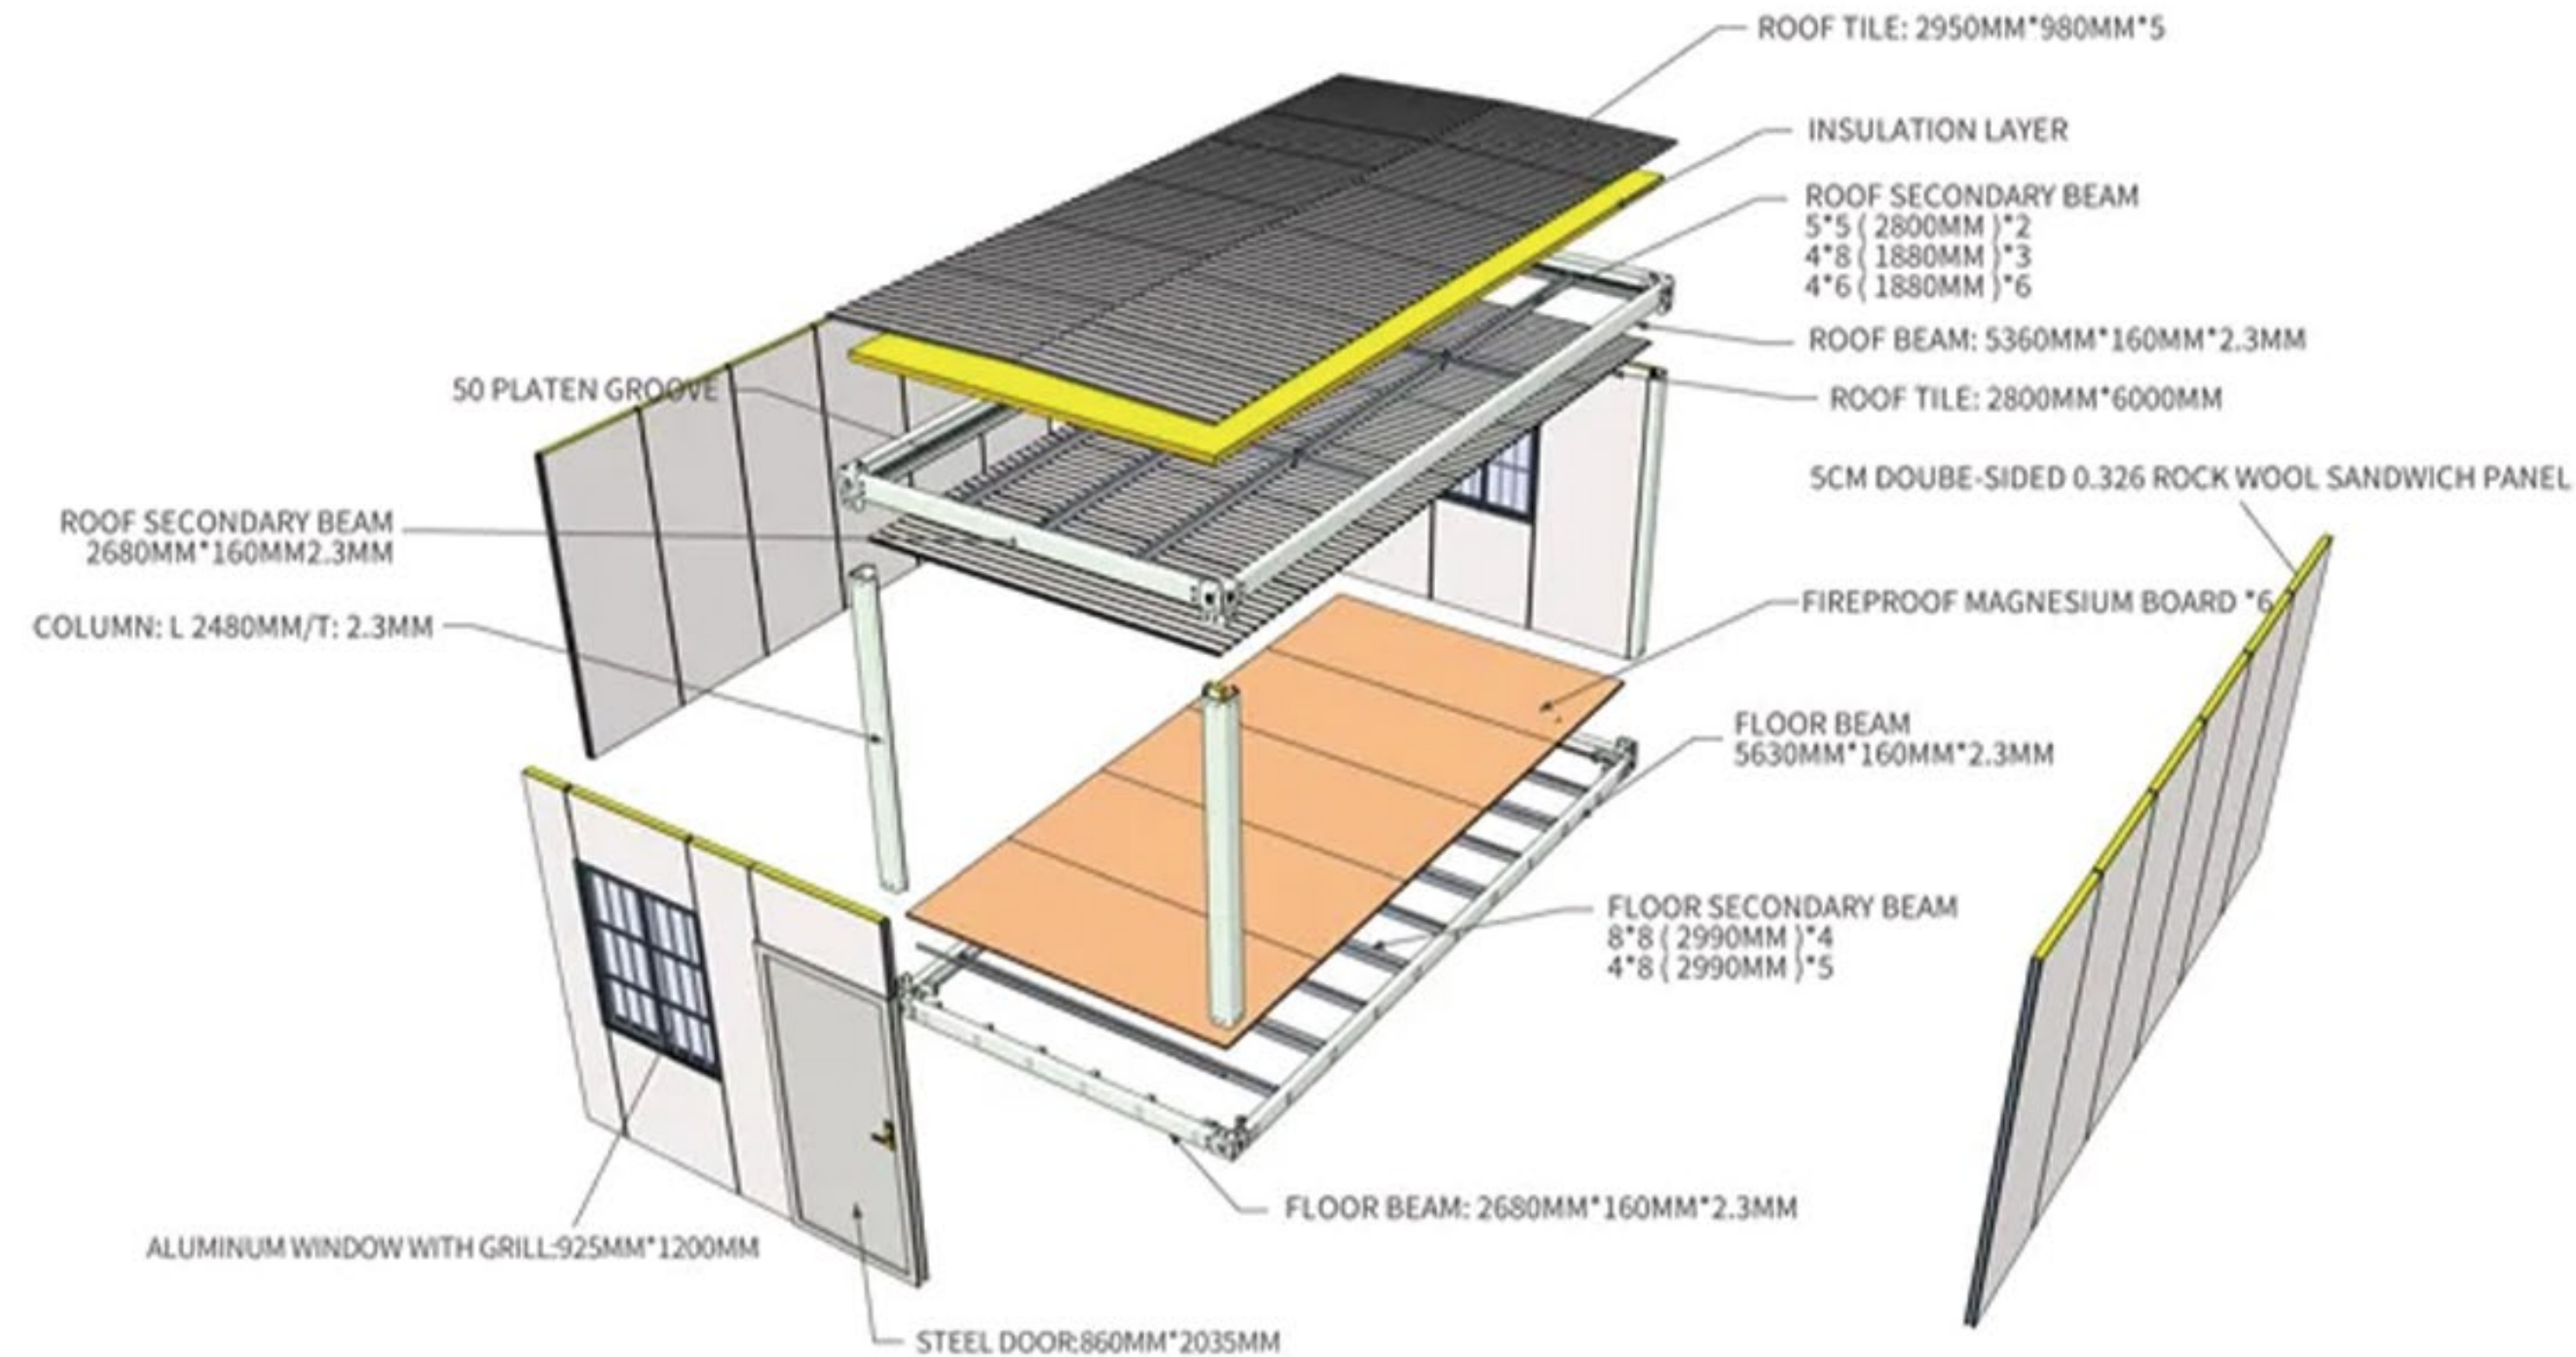 ROOF TILE: 2950MM*980MM*5
INSULATION LAYER
ROOF SECONDARY BEAM
5*5 ( 2800MM )*2
4*8 ( 1880MM )*3
4*6 ( 1880MM )*6
ROOF BEAM: 5360MM*160MM*2.3MM
50 PLATEN GROOVE
ROOF TILE: 2800MM*6000MM
5CM DOUBE-SIDED 0.326 ROCK WOOL SANDWICH PANEL
ROOF SECONDARY BEAM
2680MM*160MM2.3MM
FIREPROOF MAGNESIUM BOARD *6
COLUMN: L 2480MM/T: 2.3MM
FLOOR BEAM
5630MM*160MM*2.3MM
FLOOR SECONDARY BEAM
8*8 ( 2990MM )*4
4*8 ( 2990MM )*5
FLOOR BEAM: 2680MM*160MM*2.3MM
ALUMINUM WINDOW WITH GRILL:925MM*1200MM
STEEL DOOR:860MM*2035MM